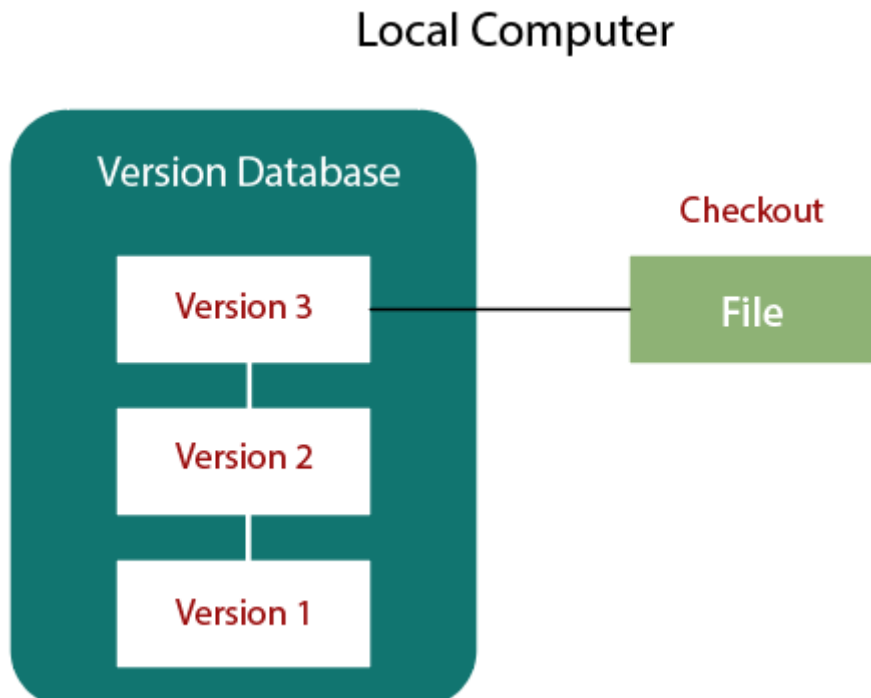 Local Computer
Version Database
Checkout
Version 3
File
Version 2
Version 1